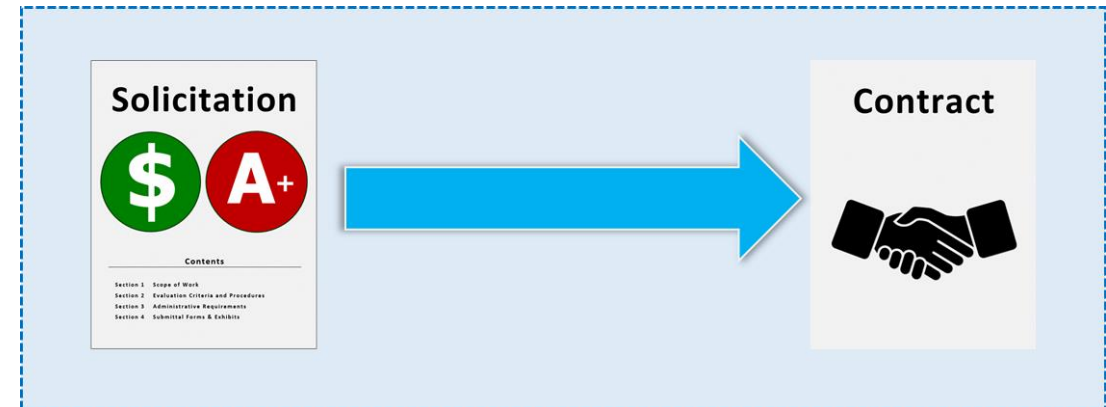 Solicitation
$ A+
Contents
Section 1 Scope of Work
Section 2 Evaluation Criteria and Procedures
Section 3 Administrative Requirements
Section 4 Submittal Forms & Exhibits
Contract